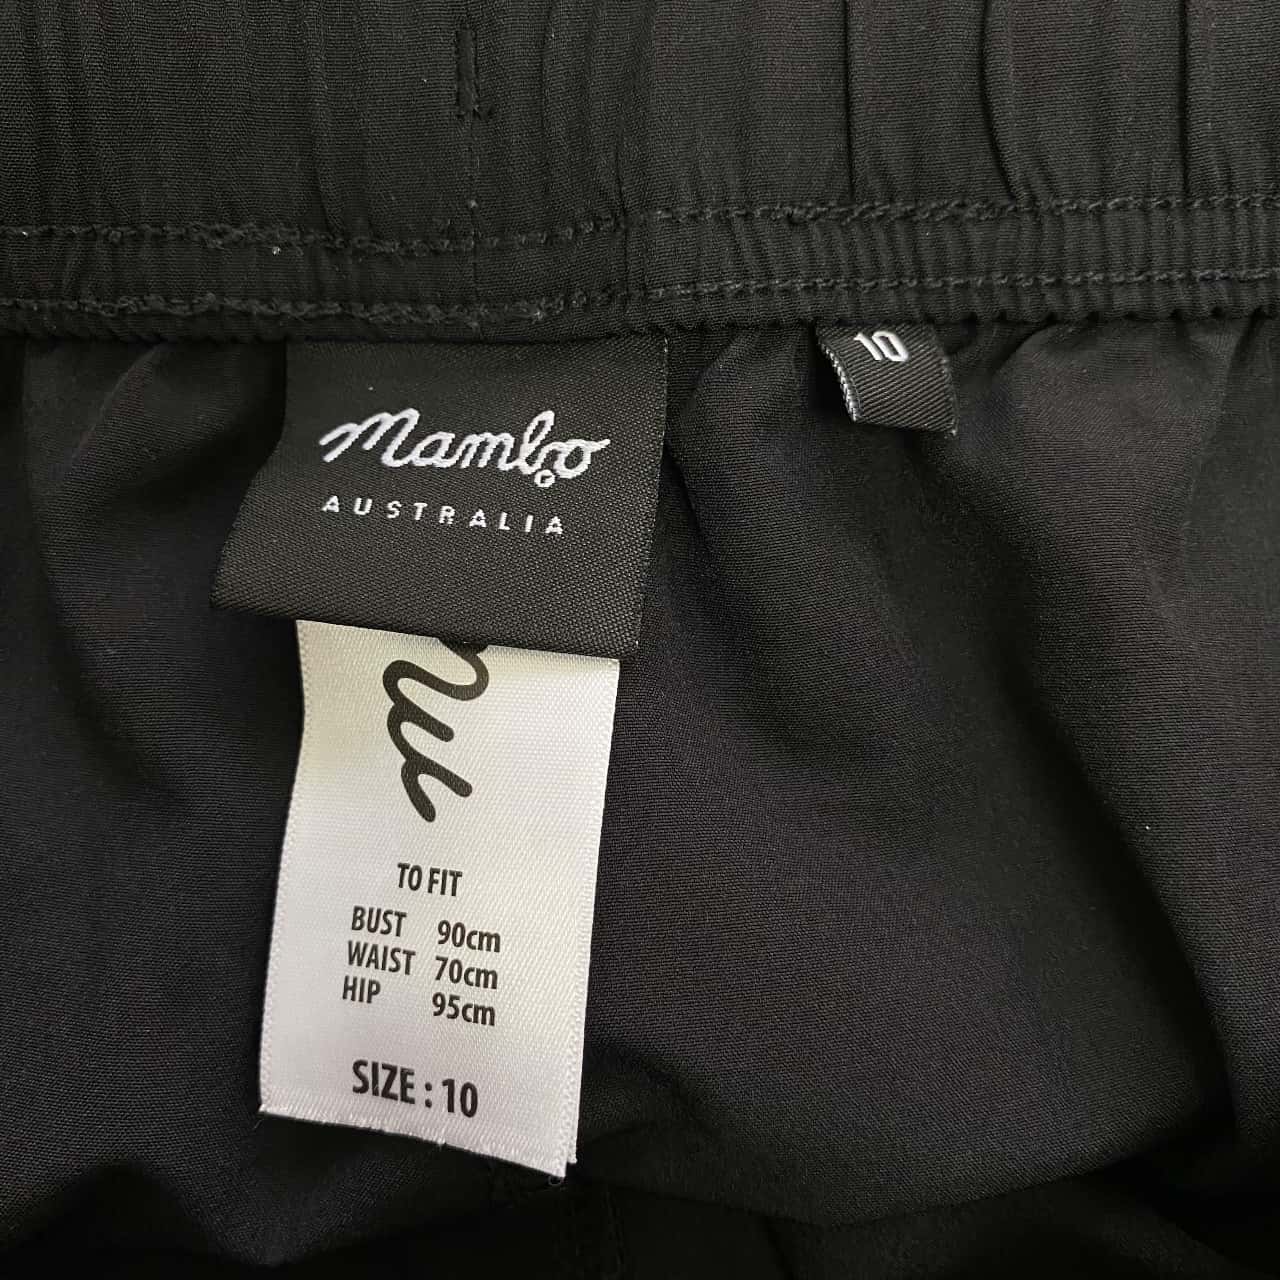 10
Mambo
AUSTRALIA
TO FIT
BUST 90cm
WAIST 70cm
HIP 95cm
SIZE : 10